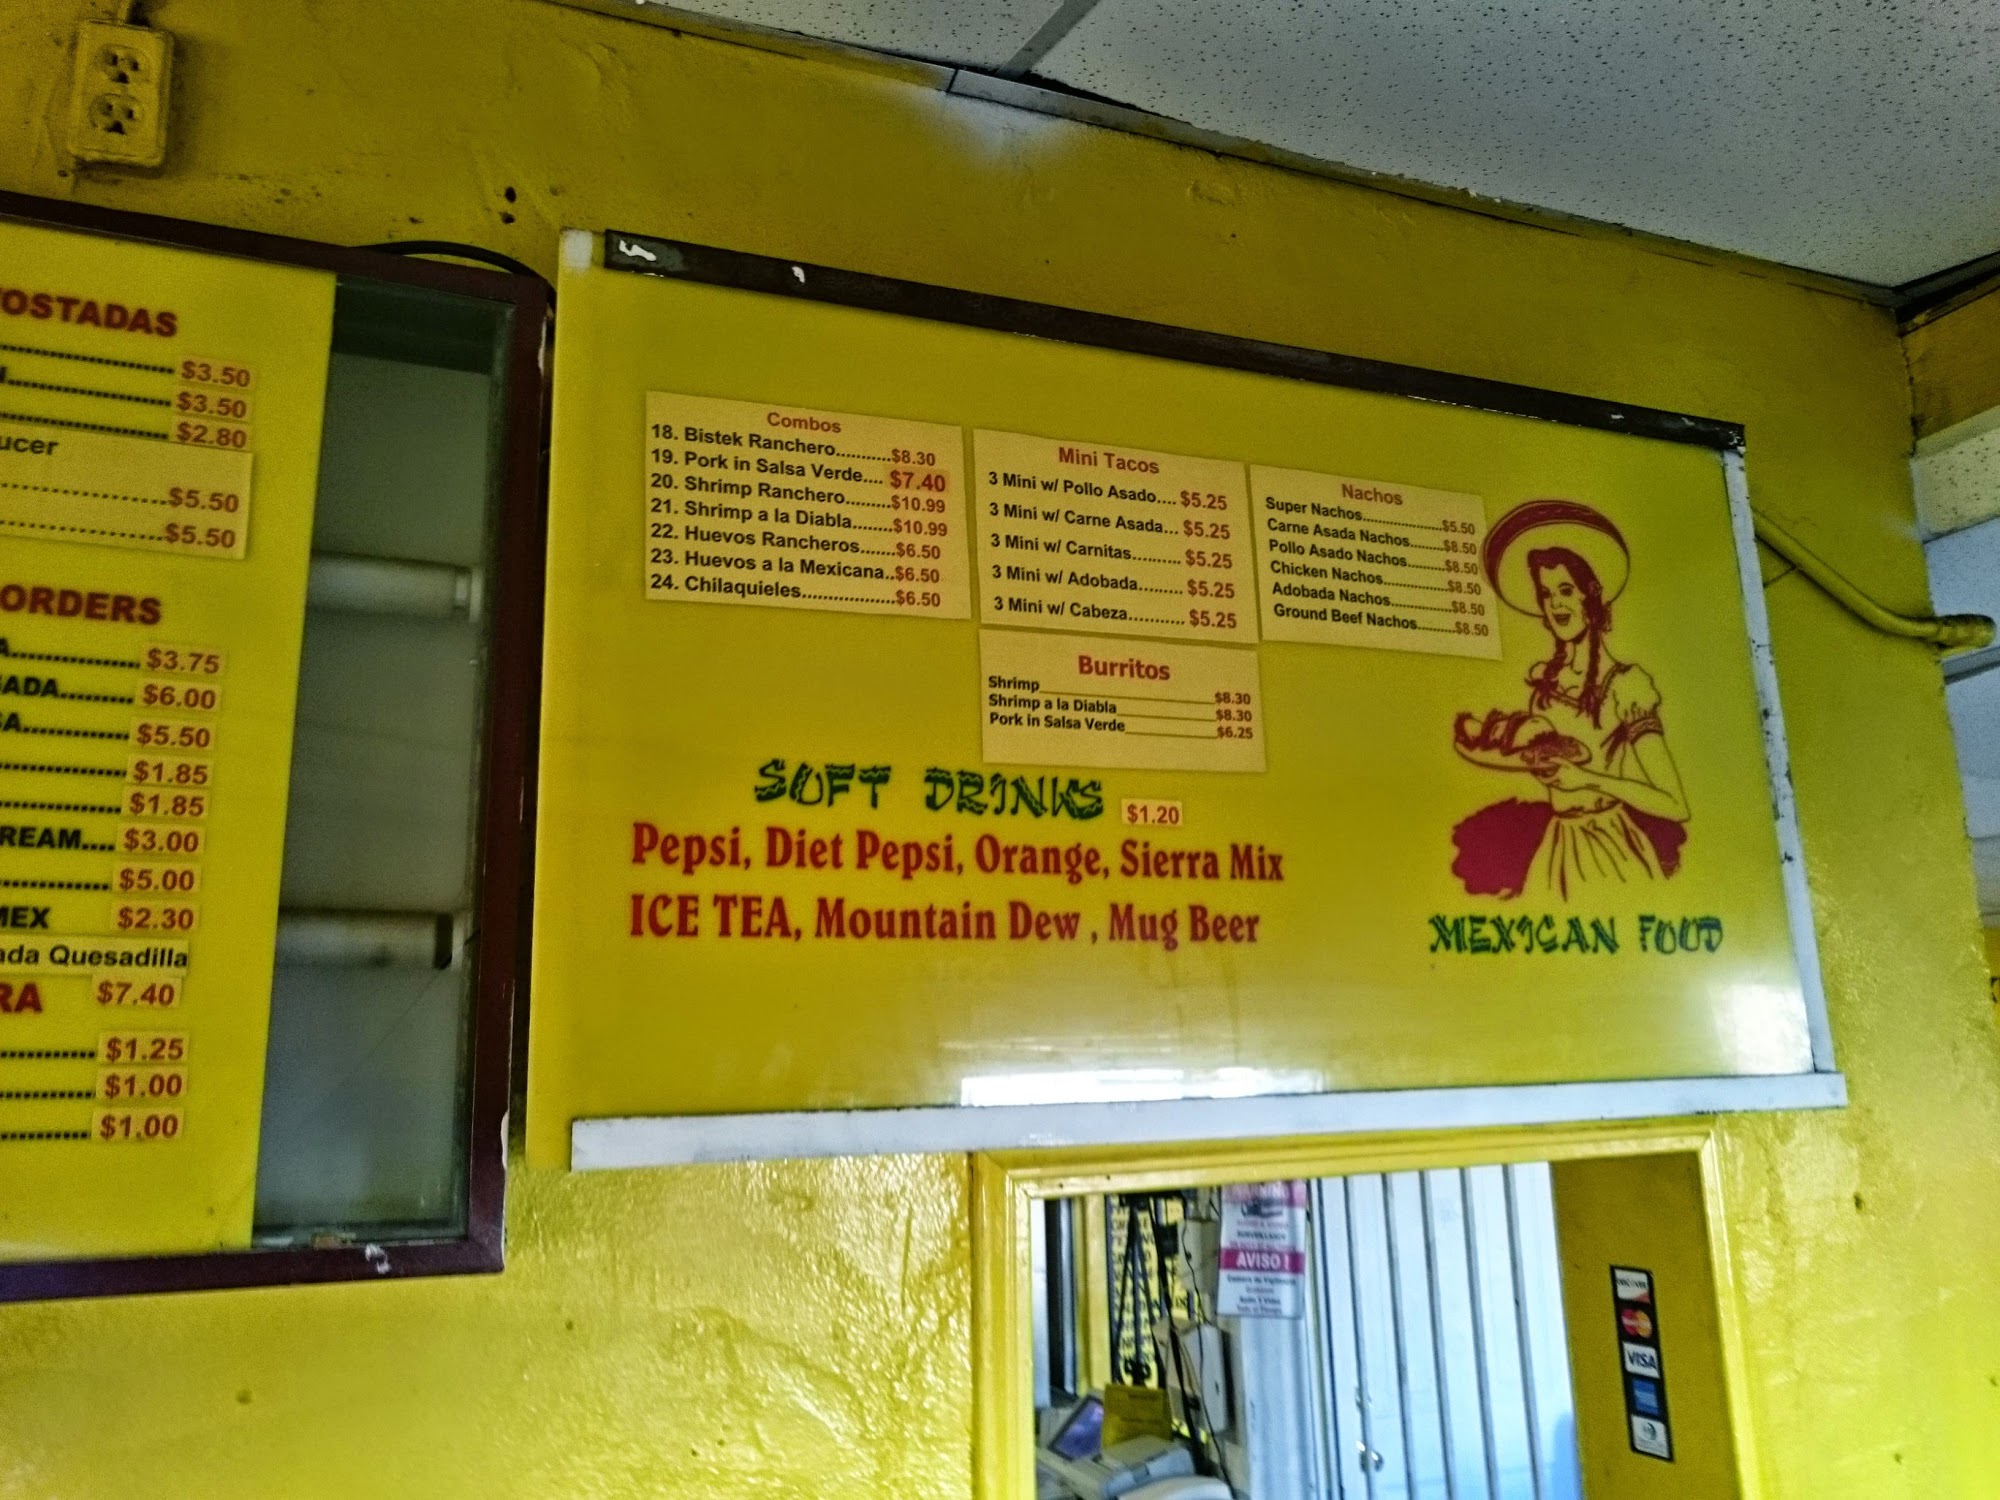 TOSTADAS
$3.50
$3.50
$2.80
ucer
$5.50
$5.50
ORDERS
A..................$3.75
ADA.........$6.00
SA.............$5.50
$1.85
$1.85
REAM....$3.00
$5.00
MEX $2.30
ada Quesadilla
RA $7.40
$1.25
$1.00
$1.00
Combos
18. Bistek Ranchero...........$8.30
19. Pork in Salsa Verde.... $7.40
20. Shrimp Ranchero.........$10.99
21. Shrimp a la Diabla........$10.99
22. Huevos Rancheros.......$6.50
23. Huevos a la Mexicana..$6.50
24. Chilaquieles...................$6.50
Mini Tacos
3 Mini w/ Pollo Asado.... $5.25
3 Mini w/ Carne Asada... $5.25
3 Mini w/ Carnitas.......... $5.25
3 Mini w/ Adobada......... $5.25
3 Mini w/ Cabeza............ $5.25
Nachos
Super Nachos......................$5.50
Carne Asada Nachos.........$8.50
Pollo Asado Nachos..........$8.50
Chicken Nachos.................$8.50
Adobada Nachos...............$8.50
Ground Beef Nachos.........$8.50
Burritos
Shrimp____________________$8.30
Shrimp a la Diabla___________$8.30
Pork in Salsa Verde__________$6.25
SOFT DRINKS $1.20
Pepsi, Diet Pepsi, Orange, Sierra Mix
ICE TEA, Mountain Dew , Mug Beer
MEXICAN FOOD
AVISO!
DISCOVER
MasterCard
VISA